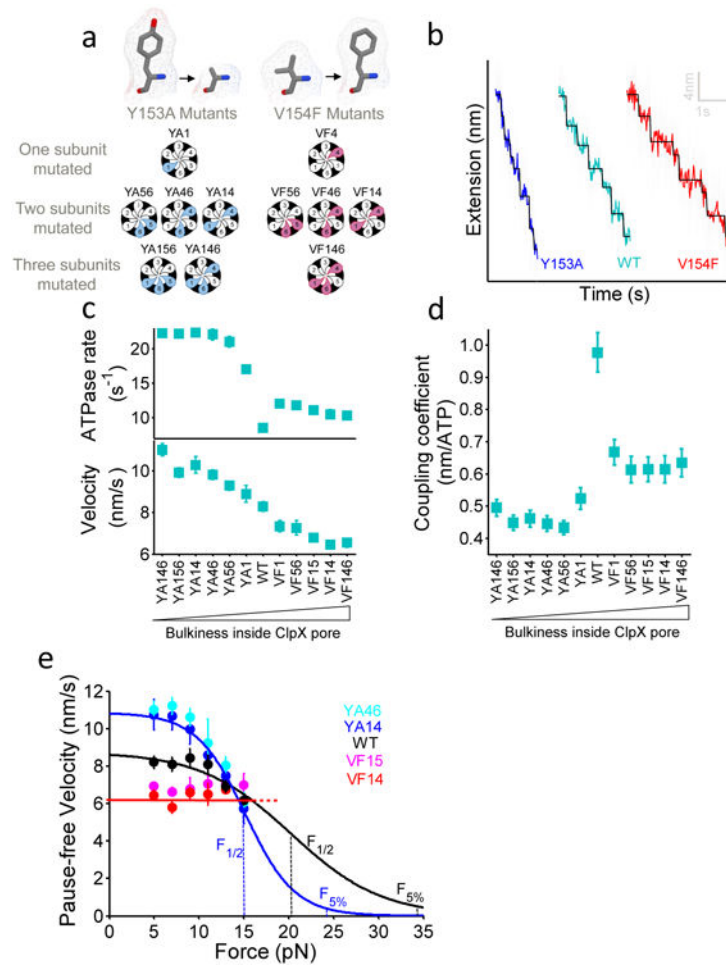 a
Y153A Mutants
V154F Mutants
One subunit
mutated
YA1
VF4
Two subunits
mutated
YA56 YA46 YA14
VF56 VF46 VF14
Three subunits
mutated
YA156 YA146
VF146
b
4nm
1s
Extension (nm)
Y153A
WT
V154F
Time (s)
c
ATPase rate
(s⁻¹)
20
15
10
Velocity
(nm/s)
10
8
6
YA146 YA156 YA14 YA46 YA56 YA1 WT VF1 VF56 VF15 VF14 VF146
Bulkiness inside ClpX pore
d
Coupling coefficient
(nm/ATP)
1.0
0.9
0.8
0.7
0.6
0.5
0.4
YA146 YA156 YA14 YA46 YA56 YA1 WT VF1 VF56 VF15 VF14 VF146
Bulkiness inside ClpX pore
e
Pause-free Velocity (nm/s)
12
10
8
6
4
2
0
YA46
YA14
WT
VF15
VF14
F1/2
F1/2
F5%
F5%
0 5 10 15 20 25 30 35
Force (pN)